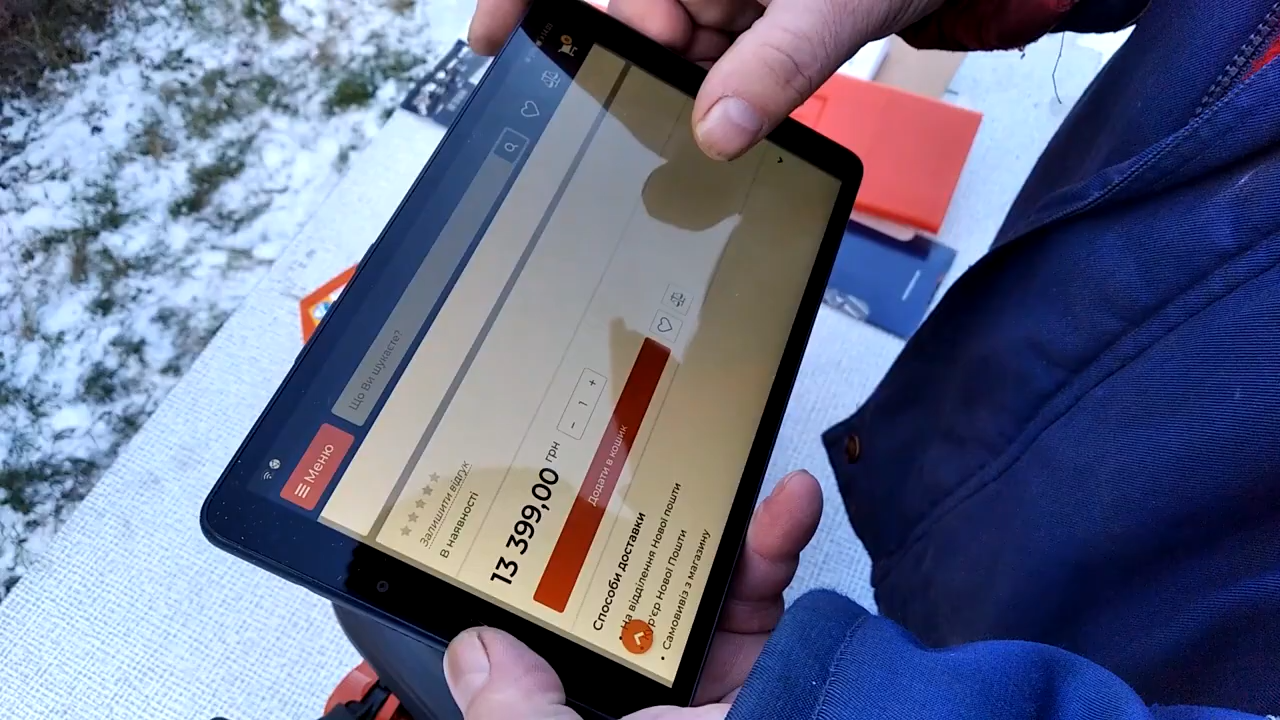 Меню
Що Ви шукаєте?
Залишити відгук
В наявності
13 399,00 грн
− 1 +
Додати в кошик
Способи доставки
На відділення Нової пошти
Кур'єр Нової Пошти
Самовивіз з магазину